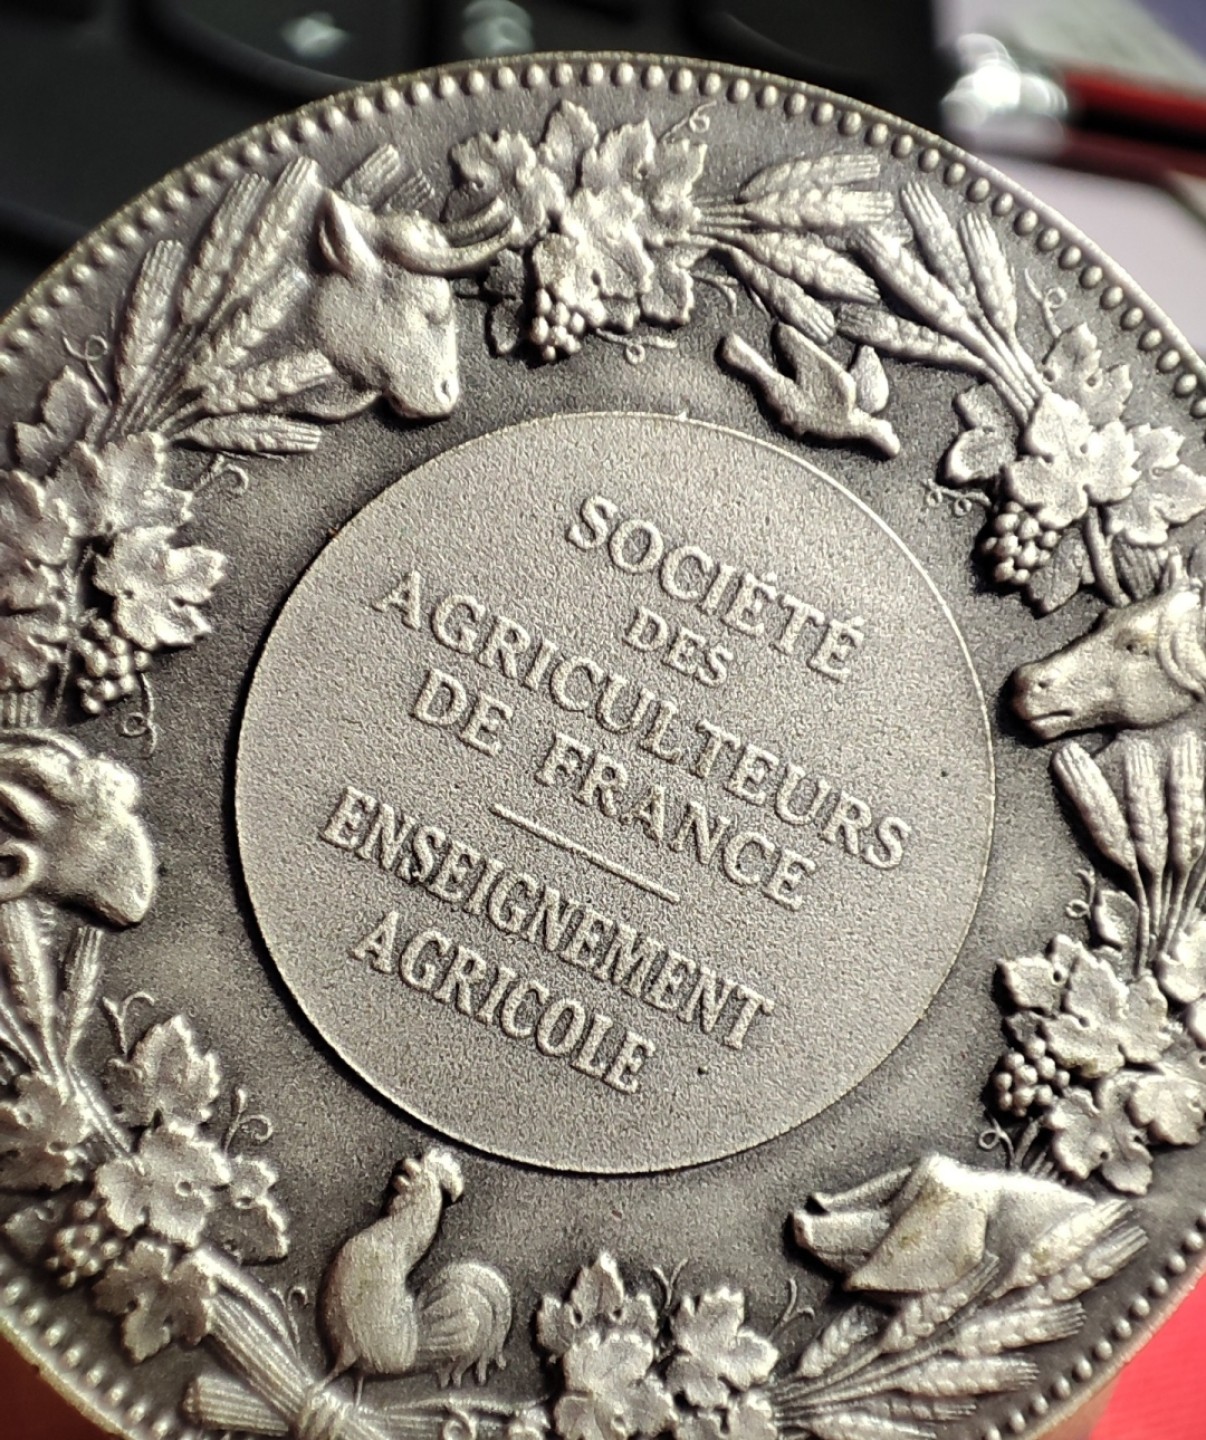 SOCIÉTÉ
DES
AGRICULTEURS
DE FRANCE
ENSEIGNEMENT
AGRICOLE